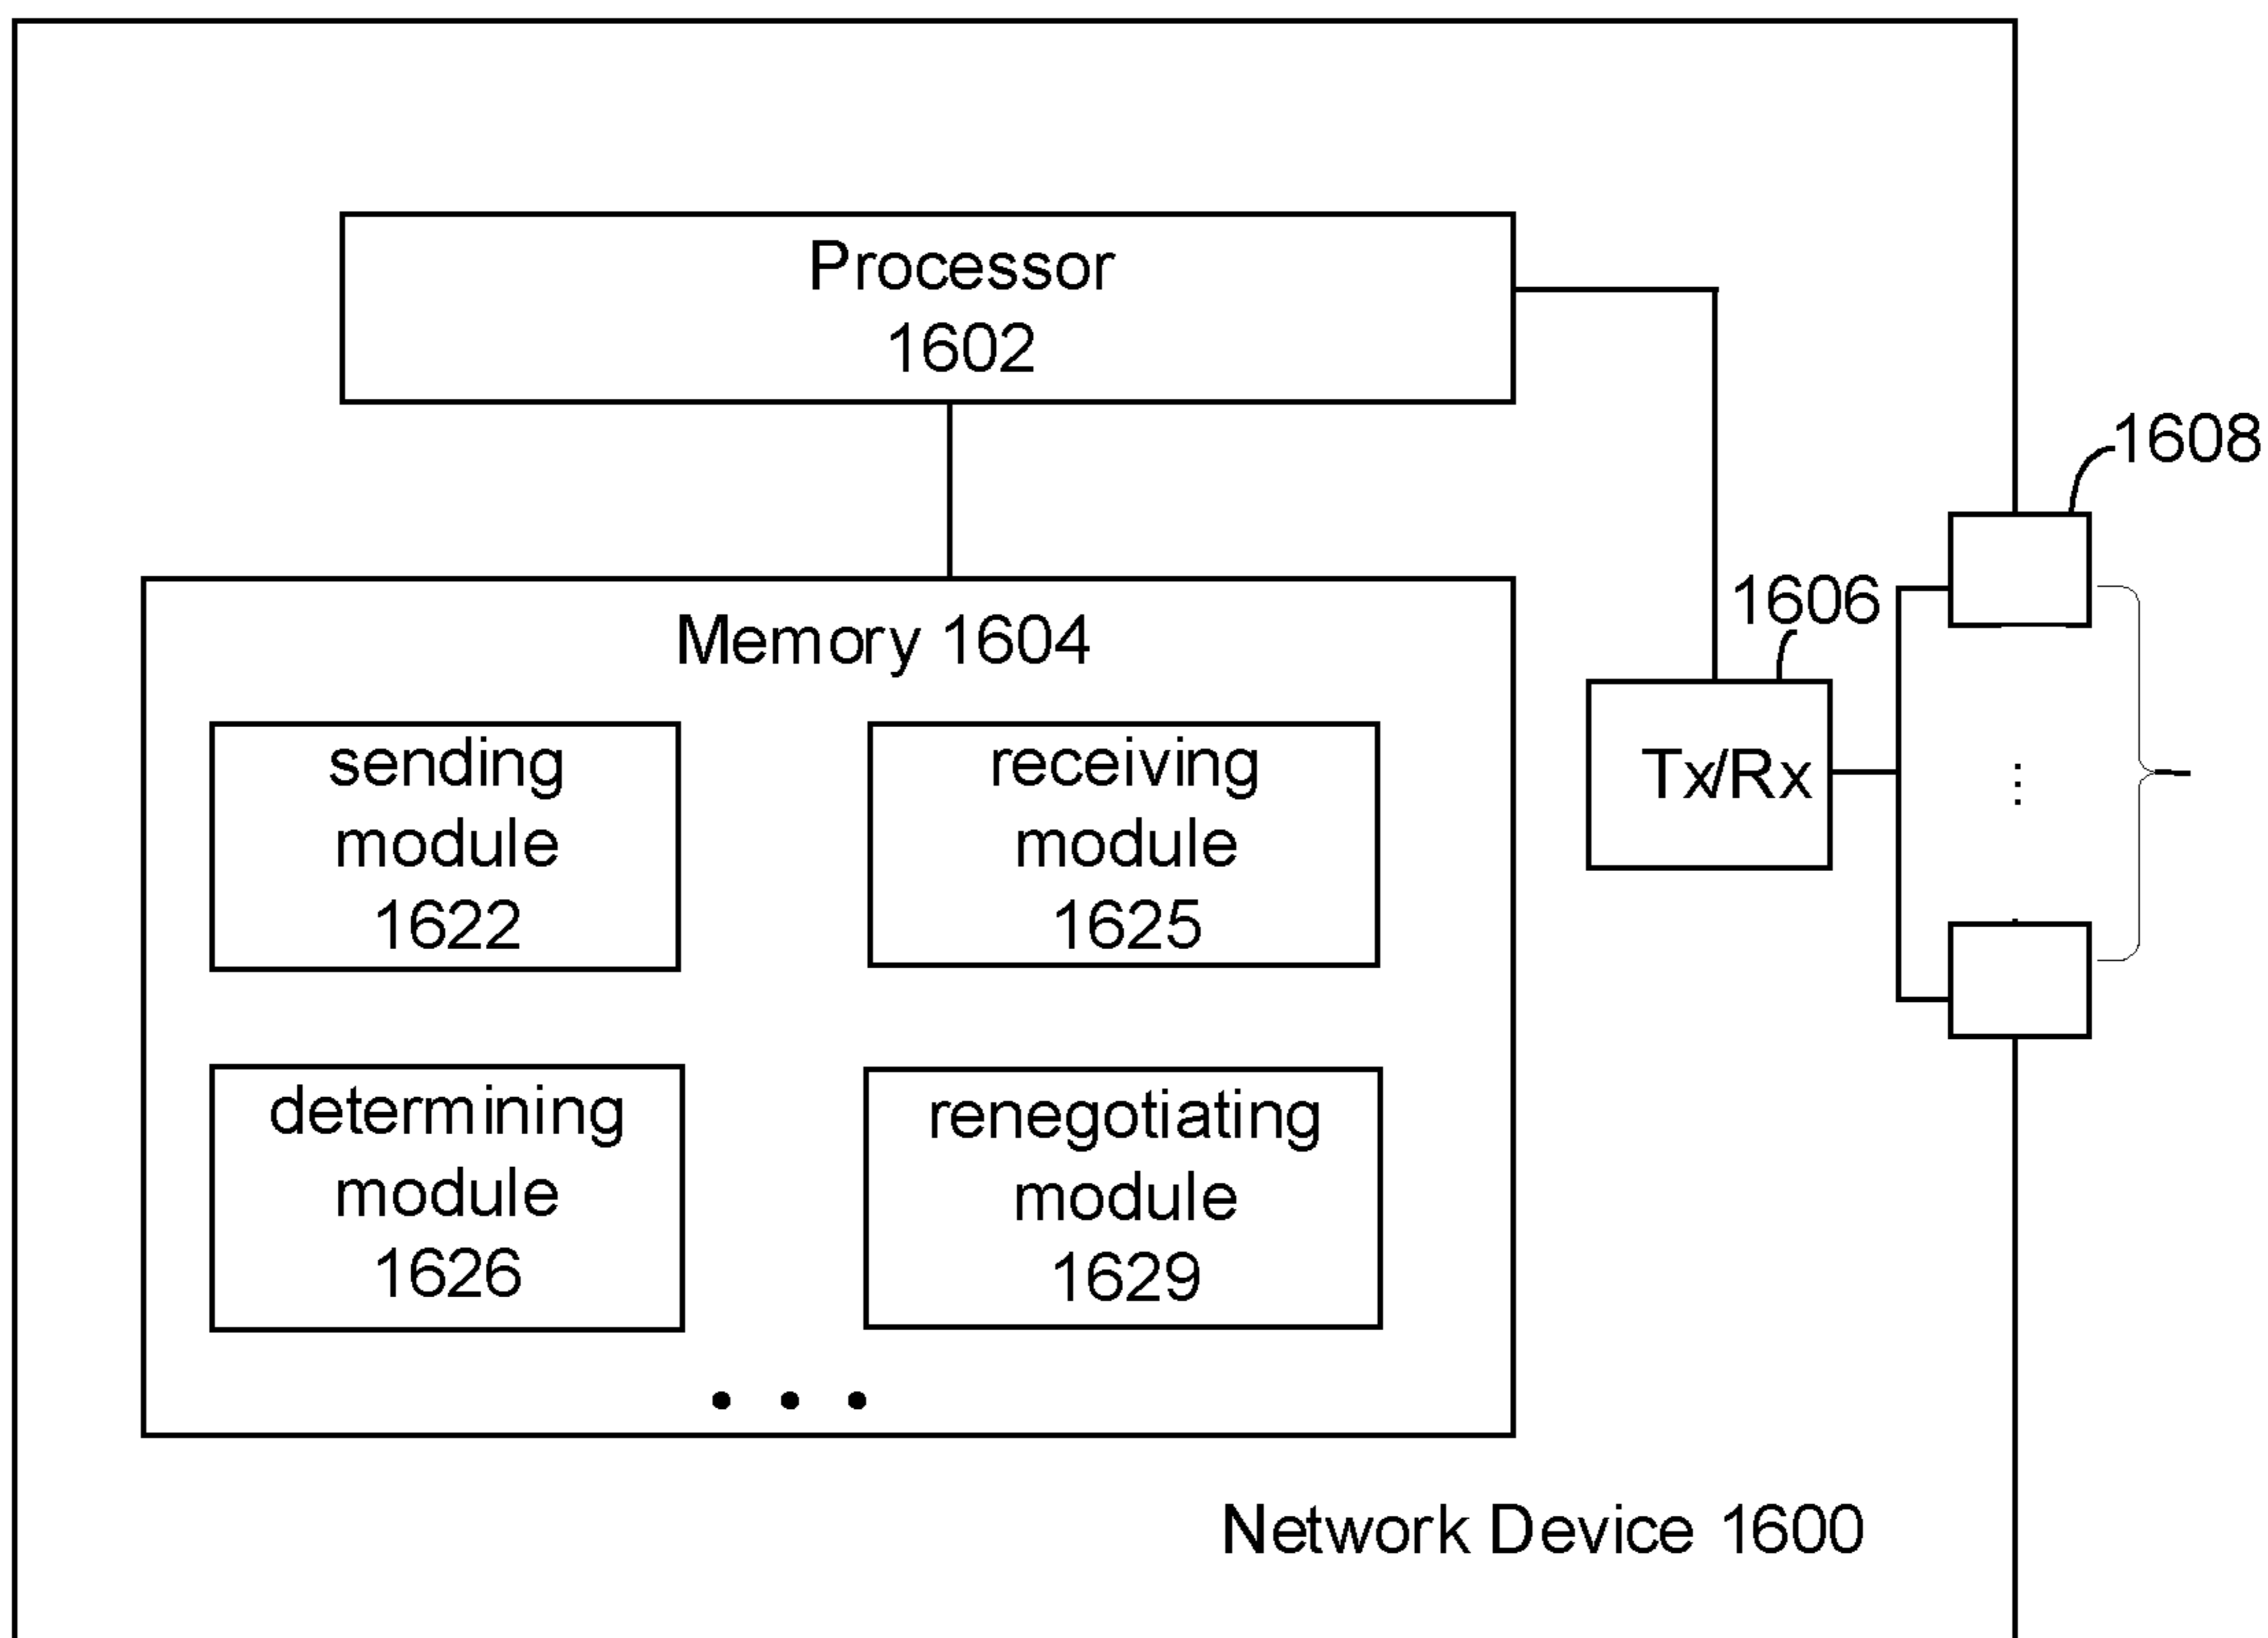 Processor
1602
1608
Memory 1604
1606
sending
module
1622
receiving
module
1625
Tx/Rx
determining
module
1626
renegotiating
module
1629
Network Device 1600